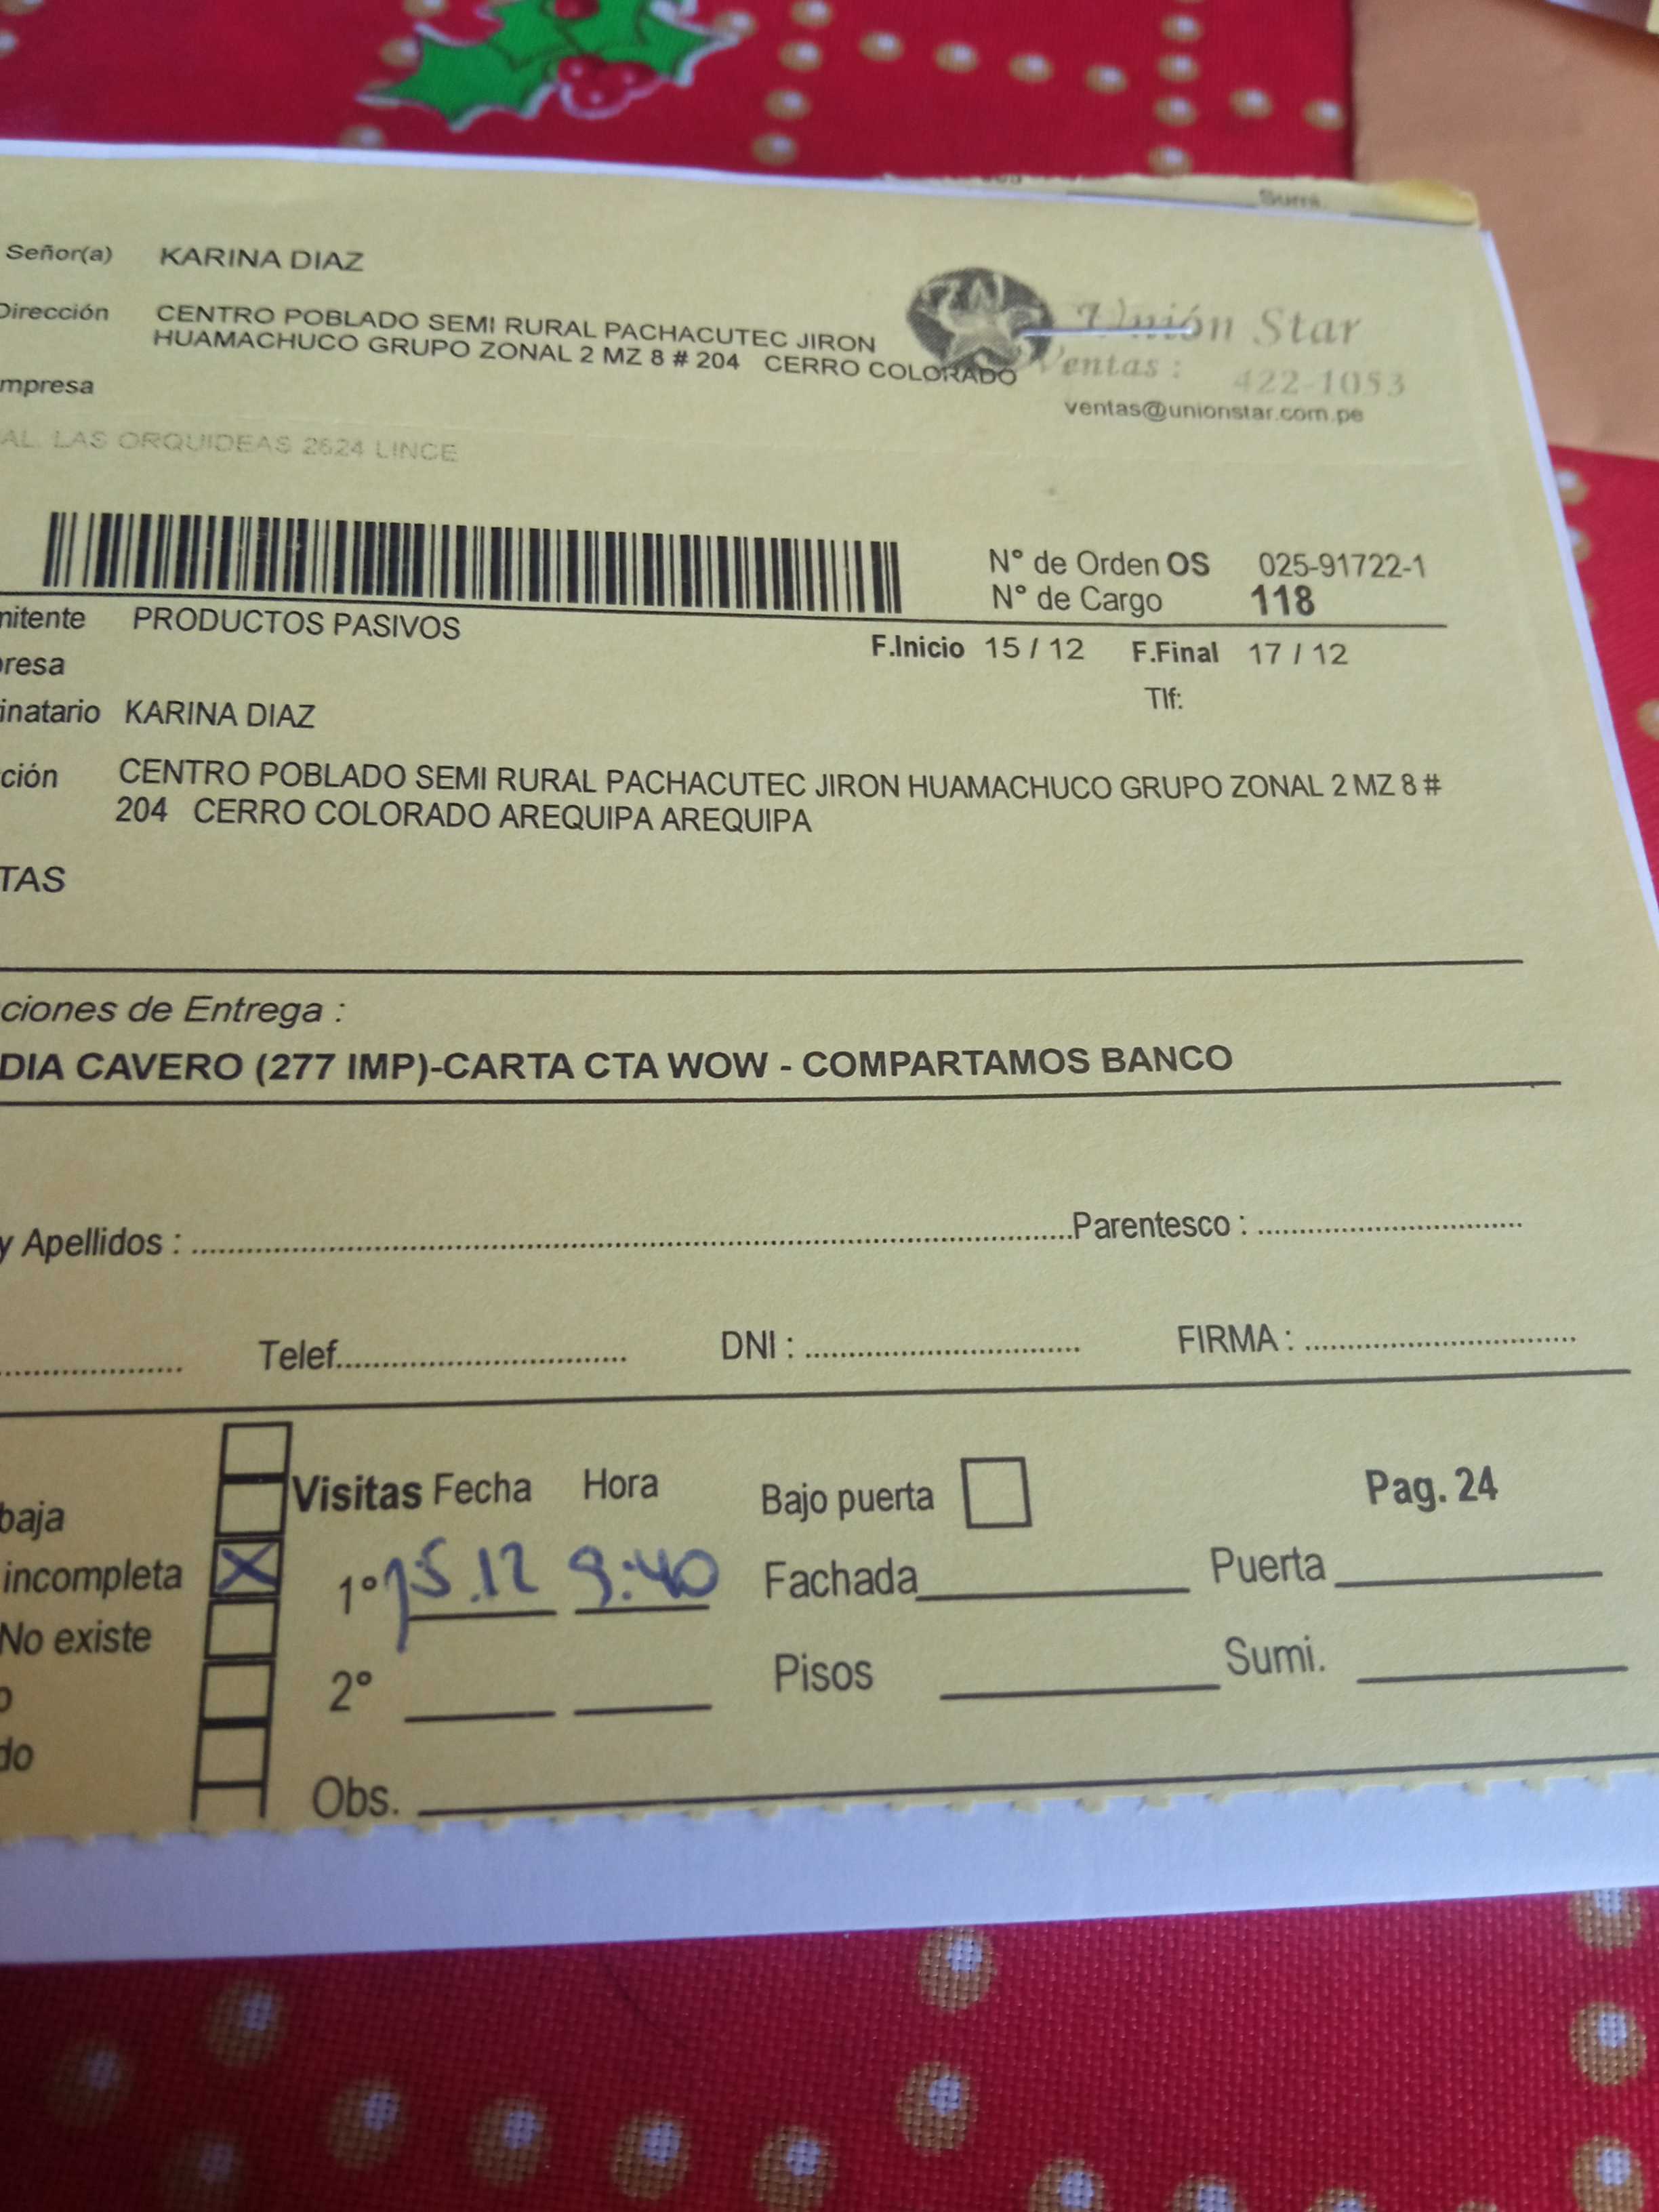 Sumi.
Señor(a) KARINA DIAZ
Dirección CENTRO POBLADO SEMI RURAL PACHACUTEC JIRON
HUAMACHUCO GRUPO ZONAL 2 MZ 8 # 204 CERRO COLORADO
mpresa
Unión Star
Ventas : 422-1053
ventas@unionstar.com.pe
AL. LAS ORQUIDEAS 2624 LINCE
N° de Orden OS 025-91722-1
N° de Cargo 118
mitente PRODUCTOS PASIVOS
F.Inicio 15 / 12 F.Final 17 / 12
resa
Tlf:
inatario KARINA DIAZ
ción CENTRO POBLADO SEMI RURAL PACHACUTEC JIRON HUAMACHUCO GRUPO ZONAL 2 MZ 8 #
204 CERRO COLORADO AREQUIPA AREQUIPA
TAS
ciones de Entrega :
DIA CAVERO (277 IMP)-CARTA CTA WOW - COMPARTAMOS BANCO
y Apellidos : Parentesco :
Telef. DNI : FIRMA :
Visitas Fecha Hora Bajo puerta Pag. 24
baja
incompleta X 1° 15.12 9:40 Fachada Puerta
No existe
2° Pisos Sumi.
o
do
Obs.